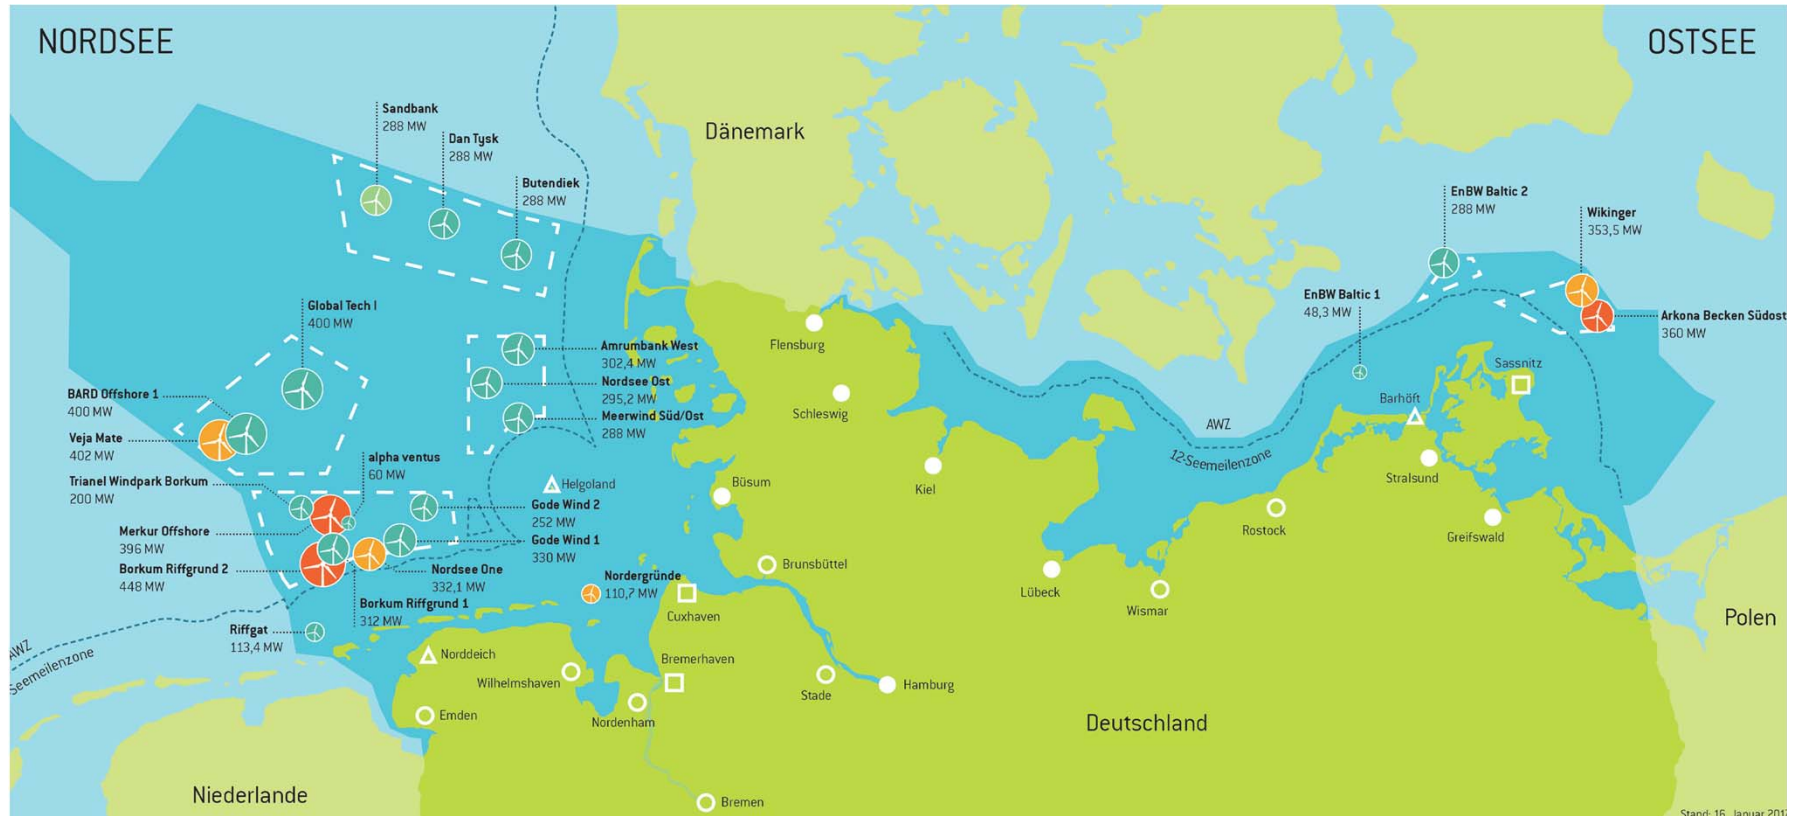 NORDSEE
OSTSEE
Sandbank
288 MW
Dan Tysk
288 MW
Butendiek
288 MW
Dänemark
EnBW Baltic 2
288 MW
Wikinger
353,5 MW
Global Tech I
400 MW
EnBW Baltic 1
48,3 MW
Arkona Becken Südost
360 MW
Flensburg
Amrumbank West
302,4 MW
Nordsee Ost
295,2 MW
Meerwind Süd/Ost
288 MW
BARD Offshore 1
400 MW
Veja Mate
402 MW
Schleswig
Sassnitz
Barhöft
AWZ
12-Seemeilenzone
alpha ventus
60 MW
Trianel Windpark Borkum
200 MW
Helgoland
Büsum
Kiel
Stralsund
Gode Wind 2
252 MW
Merkur Offshore
396 MW
Gode Wind 1
330 MW
Rostock
Greifswald
Borkum Riffgrund 2
448 MW
Nordsee One
332,1 MW
Nordergründe
110,7 MW
Brunsbüttel
Lübeck
Wismar
Borkum Riffgrund 1
312 MW
Cuxhaven
Polen
Riffgat
113,4 MW
AWZ
Seemeilenzone
Norddeich
Bremerhaven
Wilhelmshaven
Stade
Hamburg
Emden
Nordenham
Deutschland
Niederlande
Bremen
Stand: 16. Januar 2017